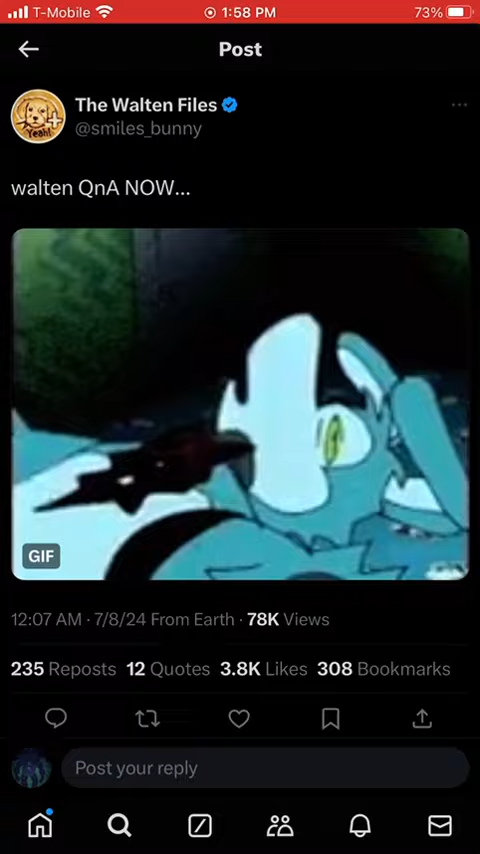 T-Mobile 1:58 PM 73%
Post
Yeah!
The Walten Files
@smiles_bunny
walten QnA NOW...
GIF
12:07 AM · 7/8/24 From Earth · 78K Views
235 Reposts 12 Quotes 3.8K Likes 308 Bookmarks
Post your reply